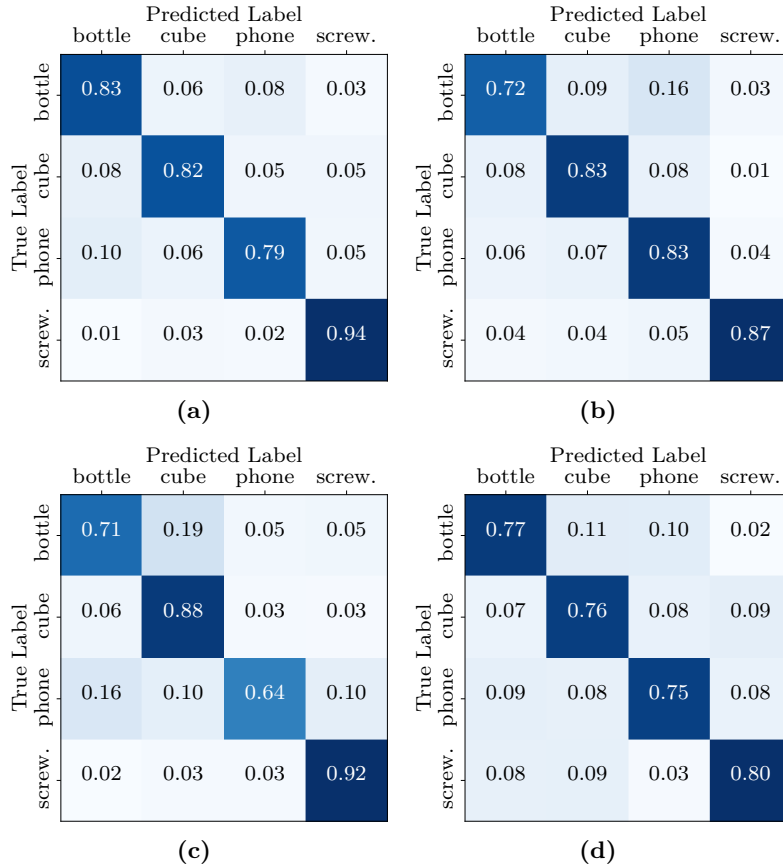 Predicted Label
bottle cube phone screw.
True Label
bottle 0.83 0.06 0.08 0.03
cube 0.08 0.82 0.05 0.05
phone 0.10 0.06 0.79 0.05
screw. 0.01 0.03 0.02 0.94
(a)
Predicted Label
bottle cube phone screw.
True Label
bottle 0.72 0.09 0.16 0.03
cube 0.08 0.83 0.08 0.01
phone 0.06 0.07 0.83 0.04
screw. 0.04 0.04 0.05 0.87
(b)
Predicted Label
bottle cube phone screw.
True Label
bottle 0.71 0.19 0.05 0.05
cube 0.06 0.88 0.03 0.03
phone 0.16 0.10 0.64 0.10
screw. 0.02 0.03 0.03 0.92
(c)
Predicted Label
bottle cube phone screw.
True Label
bottle 0.77 0.11 0.10 0.02
cube 0.07 0.76 0.08 0.09
phone 0.09 0.08 0.75 0.08
screw. 0.08 0.09 0.03 0.80
(d)